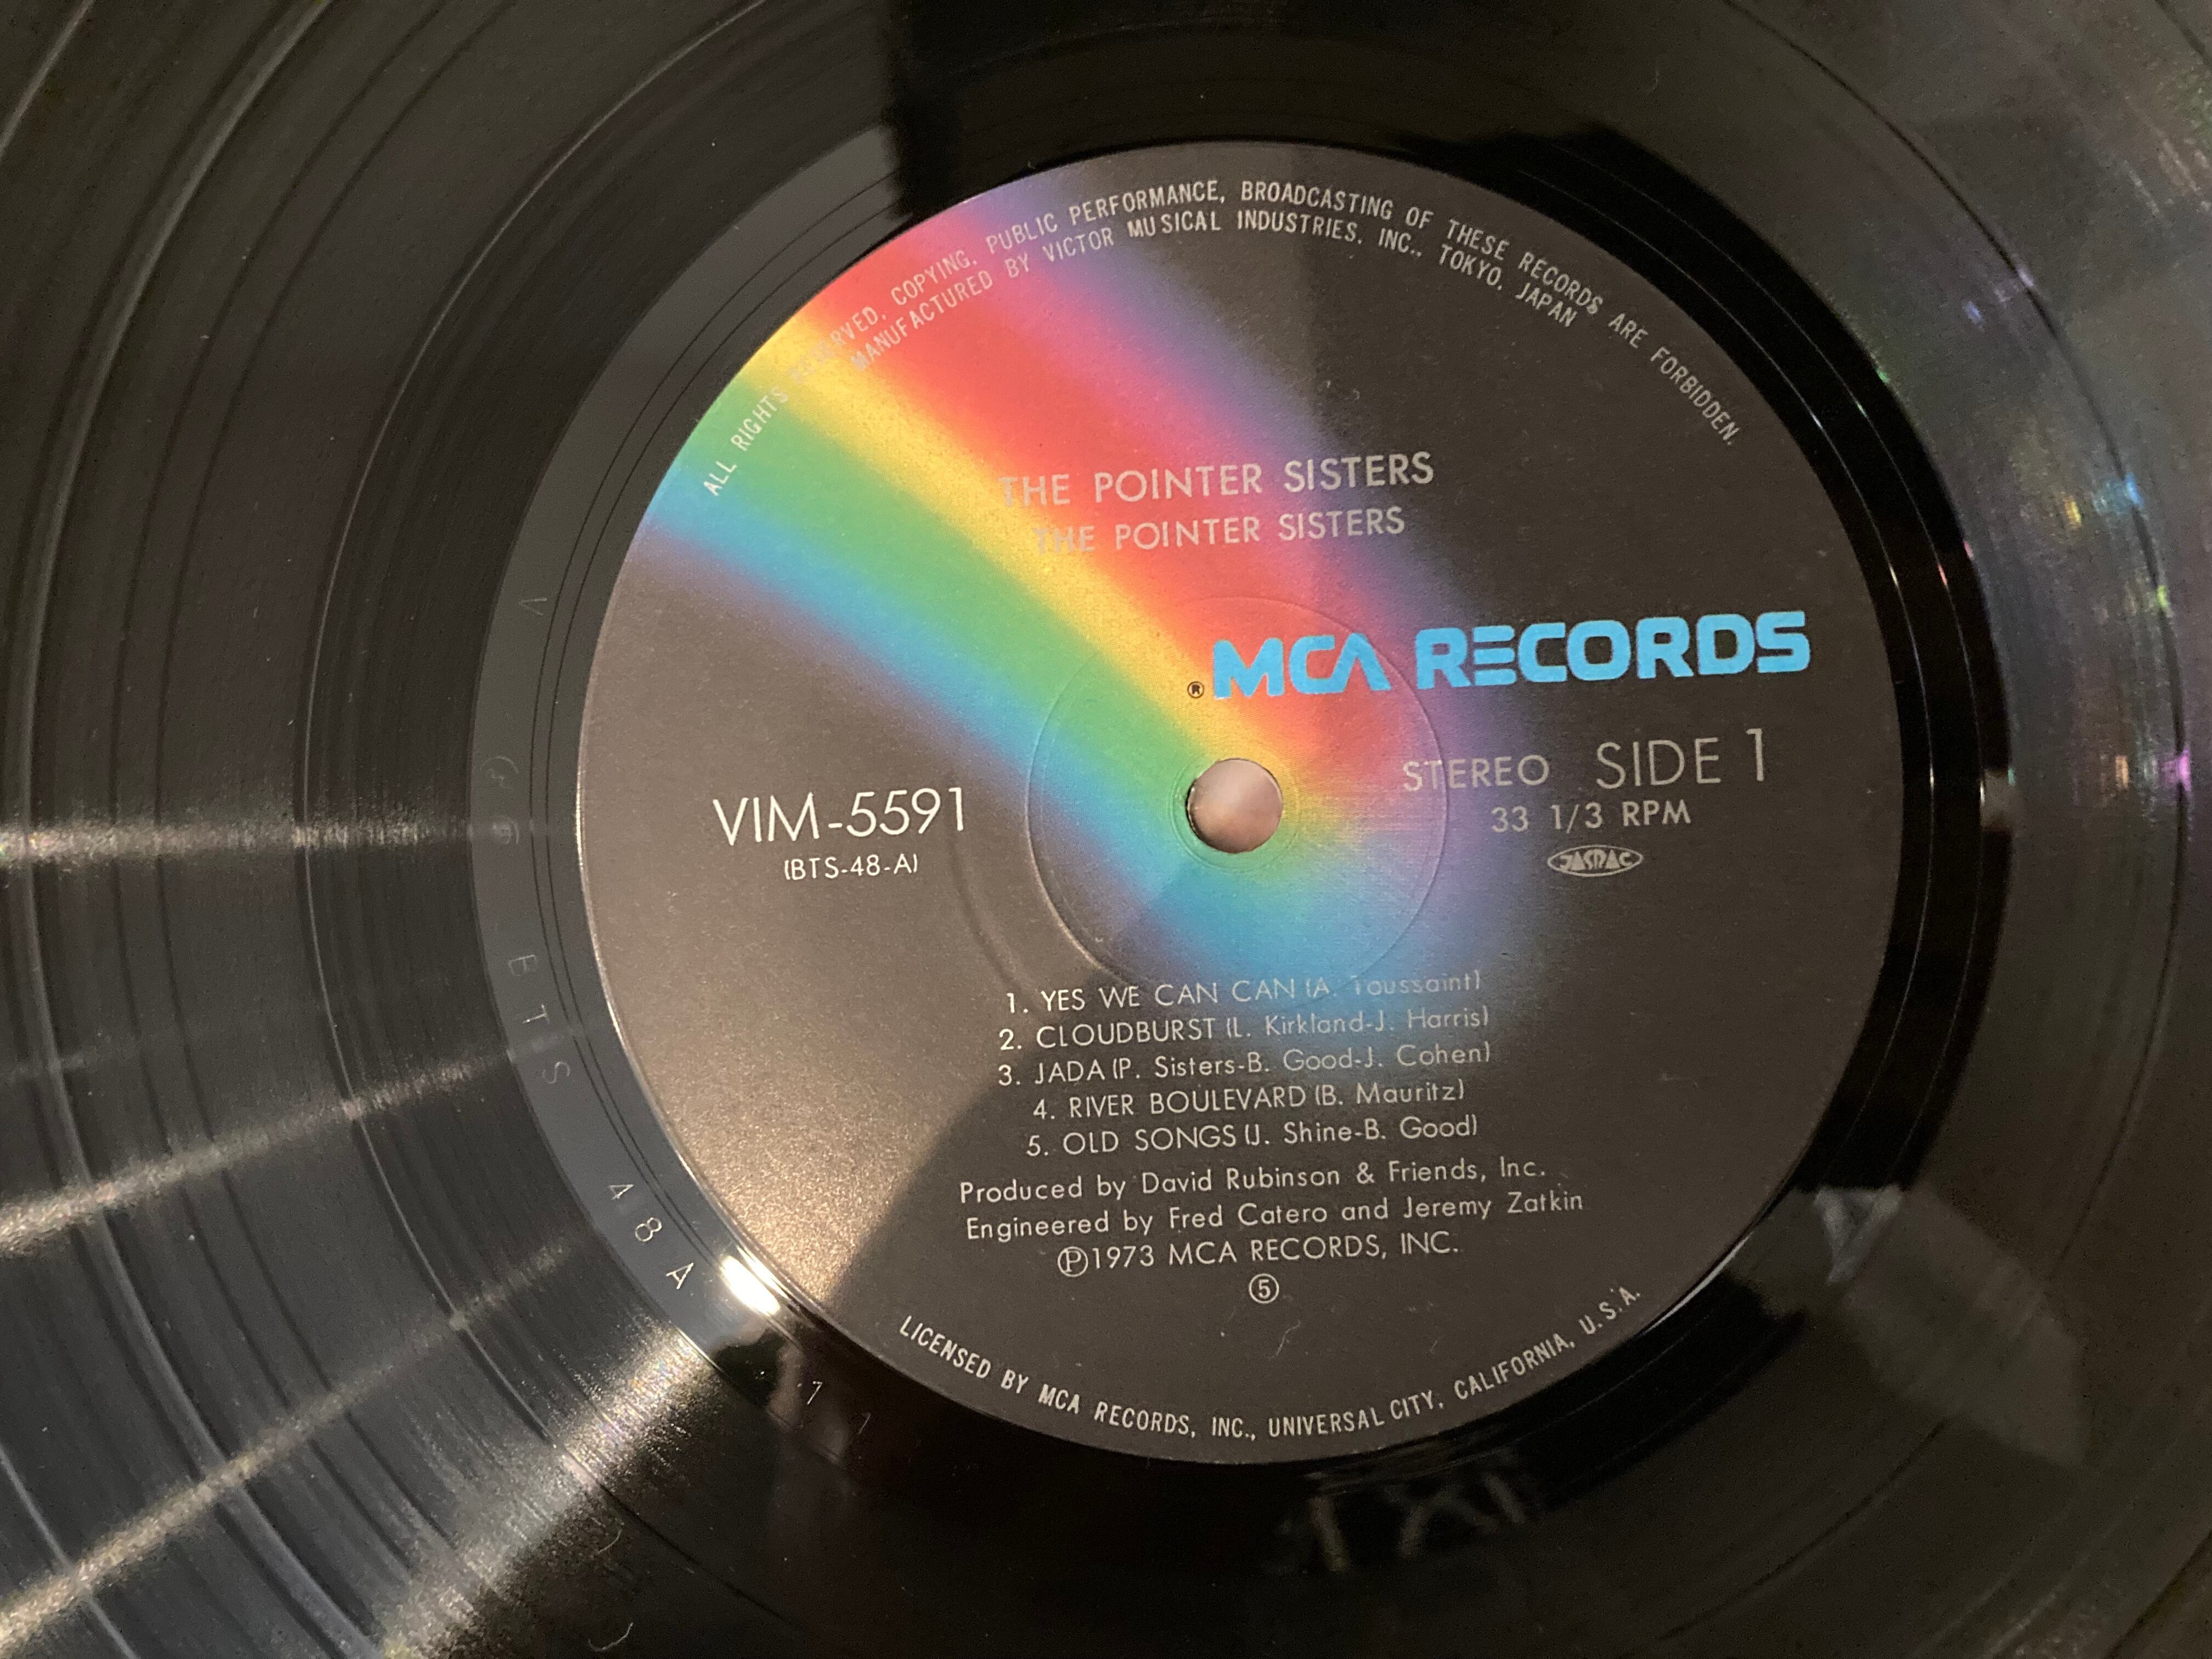 ALL RIGHTS RESERVED. COPYING. PUBLIC PERFORMANCE, BROADCASTING OF THESE RECORDS ARE FORBIDDEN.
MANUFACTURED BY VICTOR MUSICAL INDUSTRIES. INC., TOKYO. JAPAN
THE POINTER SISTERS
THE POINTER SISTERS
® MCA RECORDS
STEREO SIDE 1
33 1/3 RPM
JASRAC
VIM-5591
(BTS-48-A)
1. YES WE CAN CAN (A. Toussaint)
2. CLOUDBURST (L. Kirkland-J. Harris)
3. JADA (P. Sisters-B. Good-J. Cohen)
4. RIVER BOULEVARD (B. Mauritz)
5. OLD SONGS (J. Shine-B. Good)
Produced by David Rubinson & Friends, Inc.
Engineered by Fred Catero and Jeremy Zatkin
Ⓟ1973 MCA RECORDS, INC.
⑤
LICENSED BY MCA RECORDS, INC., UNIVERSAL CITY, CALIFORNIA, U.S.A.
BTS 48A 11